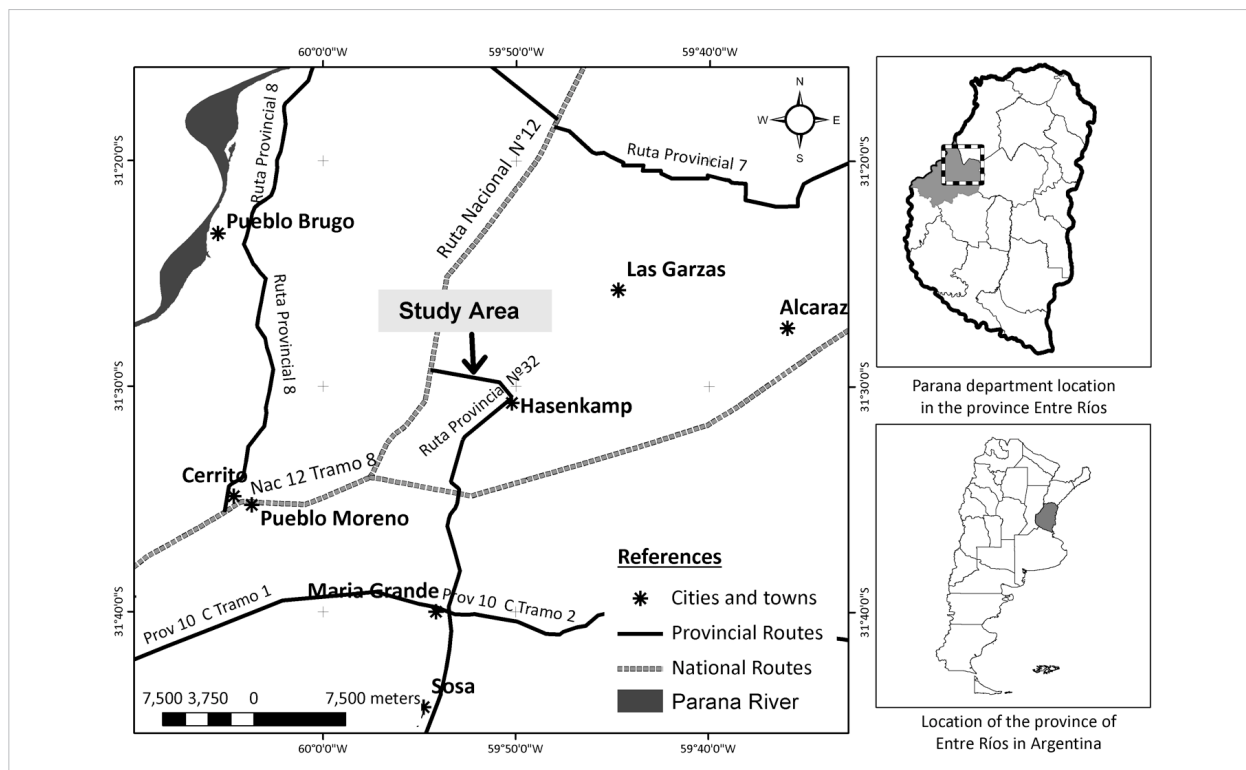 60°0'0"W
59°50'0"W
59°40'0"W
31°20'0"S
31°30'0"S
31°40'0"S
N
W E
S
Ruta Provincial 8
Ruta Nacional N°12
Ruta Provincial 7
Pueblo Brugo
Las Garzas
Alcaraz
Ruta Provincial 8
Study Area
Ruta Provincial Nº32
Hasenkamp
Cerrito
Nac 12 Tramo 8
Pueblo Moreno
Maria Grande
Prov 10 C Tramo 1
Prov 10 C Tramo 2
Sosa
References
Cities and towns
Provincial Routes
National Routes
Parana River
7,500 3,750 0 7,500 meters
31°20'0"S
31°30'0"S
31°40'0"S
60°0'0"W
59°50'0"W
59°40'0"W
Parana department location
in the province Entre Ríos
Location of the province of
Entre Ríos in Argentina